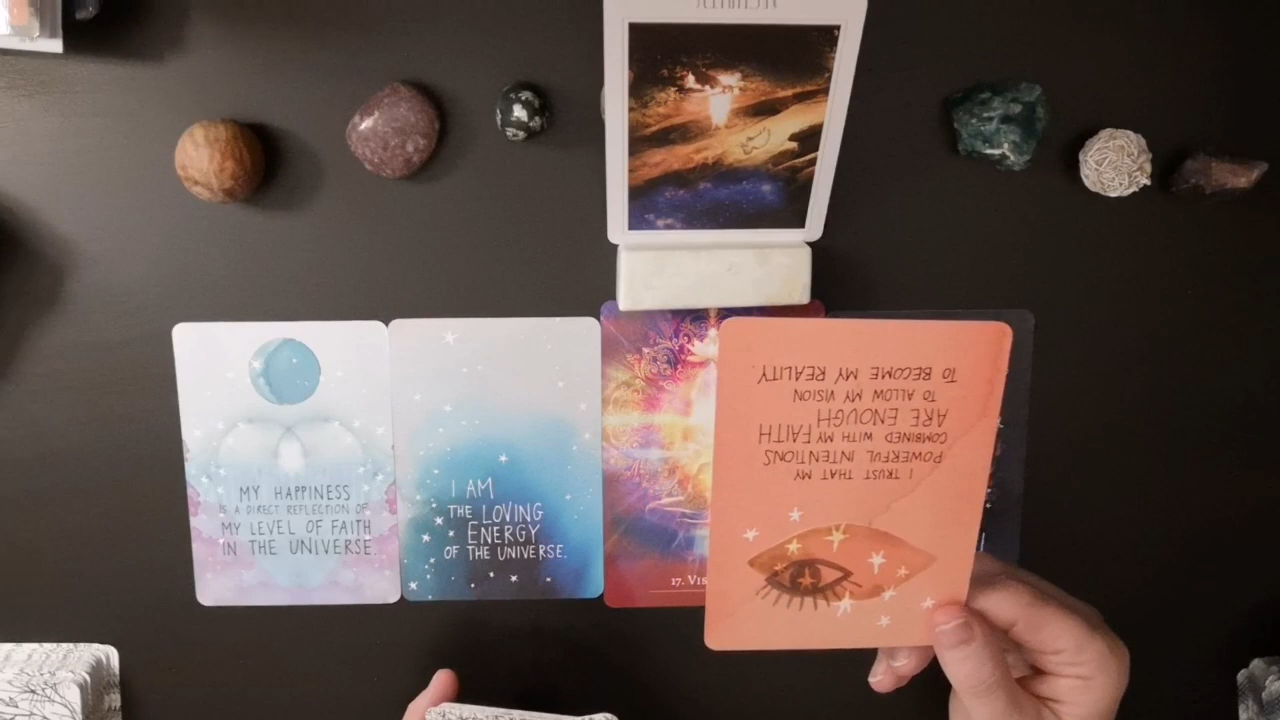 MY HAPPINESS
IS A DIRECT REFLECTION OF
MY LEVEL OF FAITH
IN THE UNIVERSE.
I AM
THE LOVING
ENERGY
OF THE UNIVERSE.
17. VIS
I TRUST THAT MY
POWERFUL INTENTIONS
COMBINED WITH MY FAITH
ARE ENOUGH
TO ALLOW MY VISION
TO BECOME MY REALITY